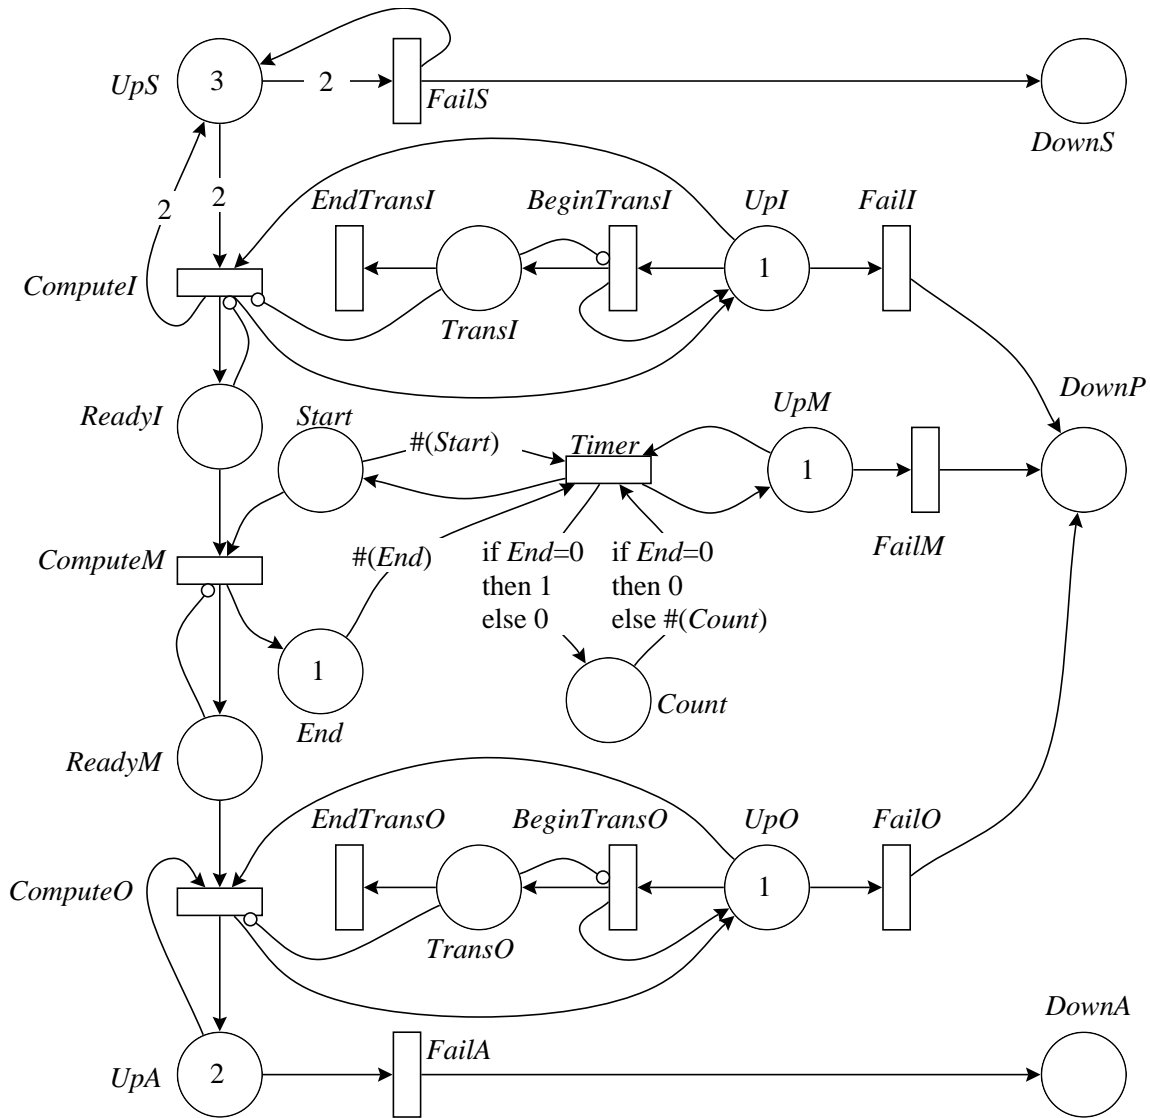 UpS
3
2
FailS
DownS
2
2
EndTransI
BeginTransI
UpI
FailI
ComputeI
1
TransI
DownP
ReadyI
Start
UpM
#(Start)
Timer
1
ComputeM
#(End)
if End=0
then 1
else 0
if End=0
then 0
else #(Count)
FailM
1
End
Count
ReadyM
EndTransO
BeginTransO
UpO
FailO
ComputeO
1
TransO
DownA
UpA
2
FailA